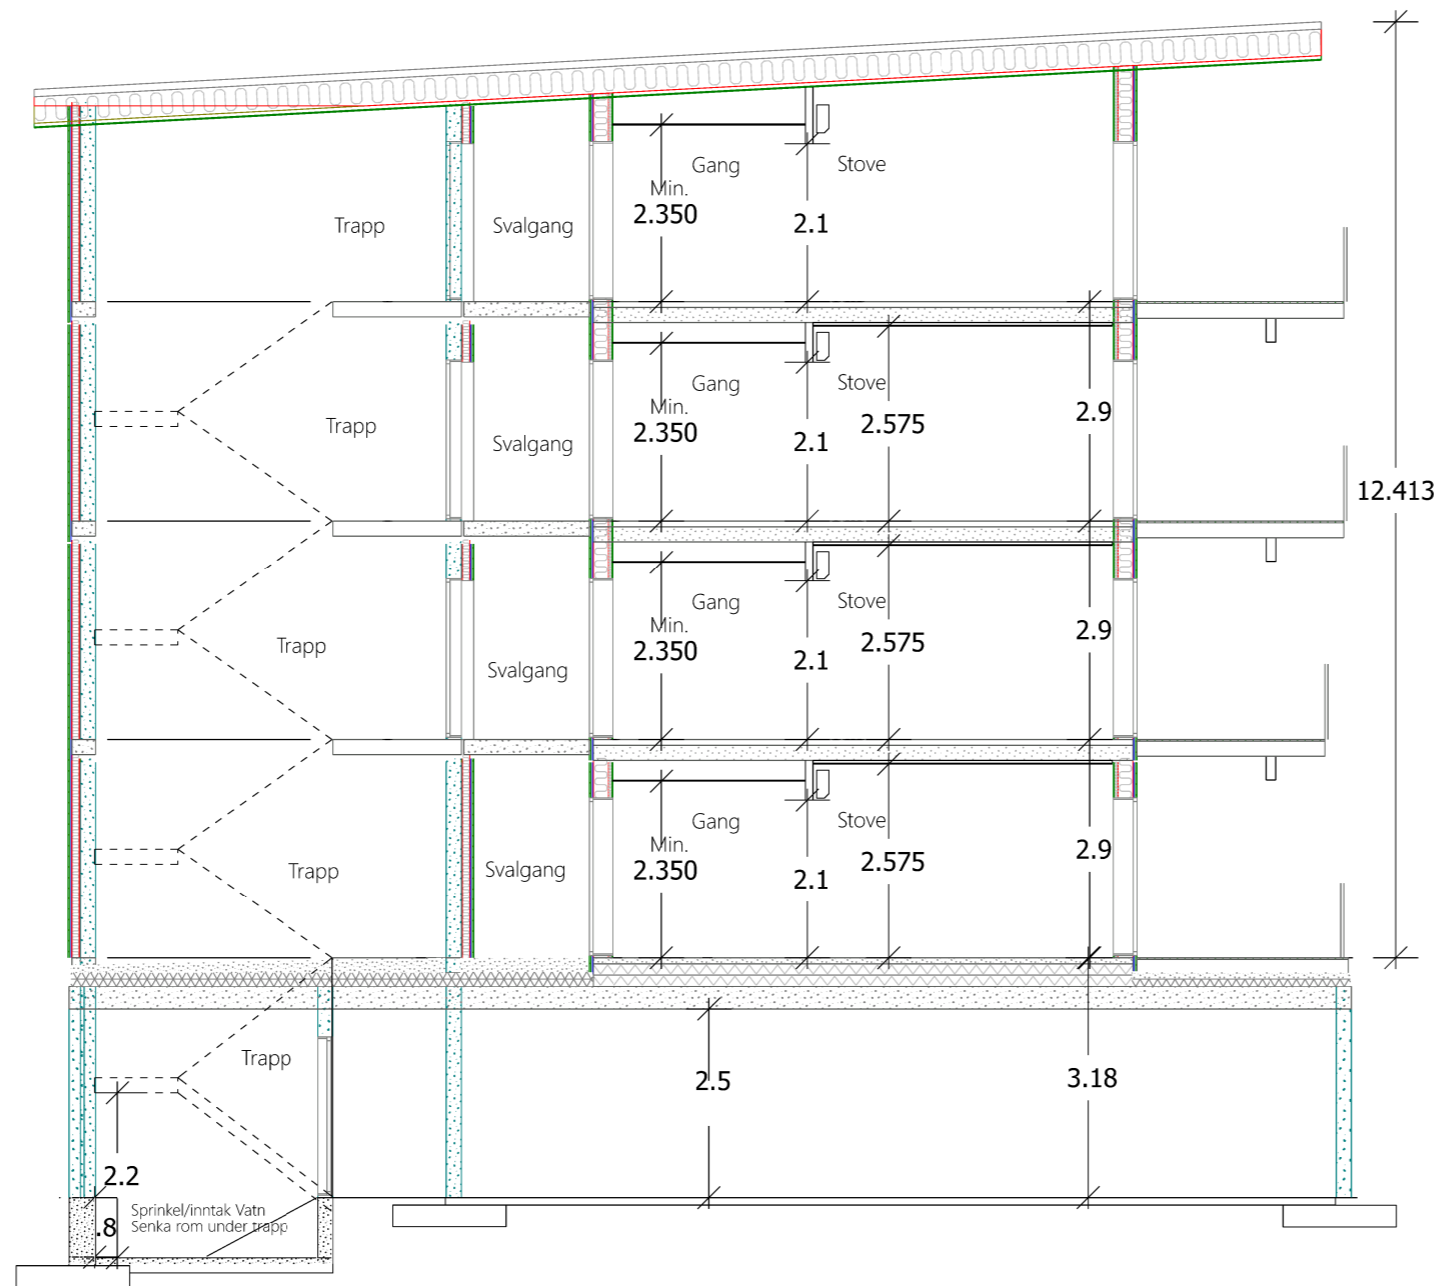 Gang
Stove
Min.
2.350
Trapp
Svalgang
2.1
Gang
Stove
Min.
2.350
2.575
2.9
Trapp
Svalgang
2.1
12.413
Gang
Stove
Min.
2.350
2.575
2.9
Trapp
Svalgang
2.1
Gang
Stove
Min.
2.350
2.575
2.9
Trapp
Svalgang
2.1
Trapp
2.5
3.18
2.2
Sprinkel/inntak Vatn
Senka rom under trapp
.8